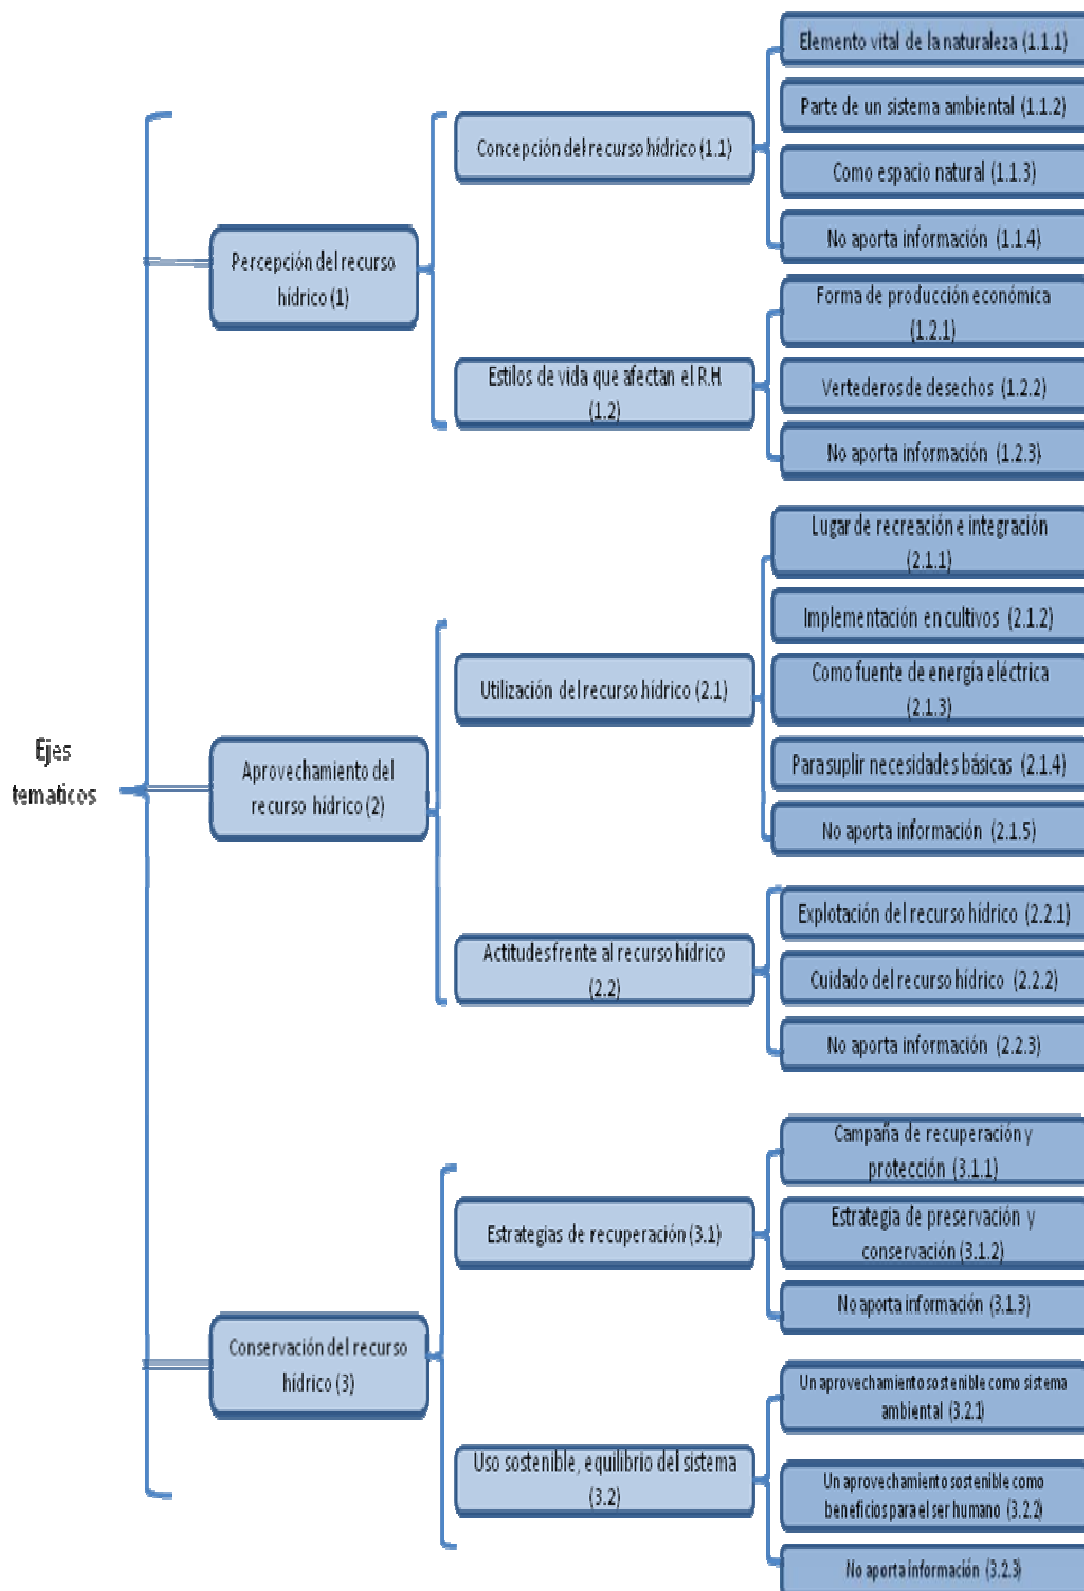 Ejes
tematicos
Percepción del recurso
hídrico (1)
Concepción del recurso hídrico (1.1)
Elemento vital de la naturaleza (1.1.1)
Parte de un sistema ambiental (1.1.2)
Como espacio natural (1.1.3)
No aporta información (1.1.4)
Estilos de vida que afectan el R.H
(1.2)
Forma de producción económica
(1.2.1)
Vertederos de desechos (1.2.2)
No aporta información (1.2.3)
Aprovechamiento del
recurso hídrico (2)
Utilización del recurso hídrico (2.1)
Lugar de recreación e integración
(2.1.1)
Implementación en cultivos (2.1.2)
Como fuente de energía eléctrica
(2.1.3)
Para suplir necesidades básicas (2.1.4)
No aporta información (2.1.5)
Actitudes frente al recurso hídrico
(2.2)
Explotación del recurso hídrico (2.2.1)
Cuidado del recurso hídrico (2.2.2)
No aporta información (2.2.3)
Conservación del recurso
hídrico (3)
Estrategias de recuperación (3.1)
Campaña de recuperación y
protección (3.1.1)
Estrategia de preservación y
conservación (3.1.2)
No aporta información (3.1.3)
Uso sostenible, equilibrio del sistema
(3.2)
Un aprovechamiento sostenible como sistema
ambiental (3.2.1)
Un aprovechamiento sostenible como
beneficios para el ser humano (3.2.2)
No aporta información (3.2.3)